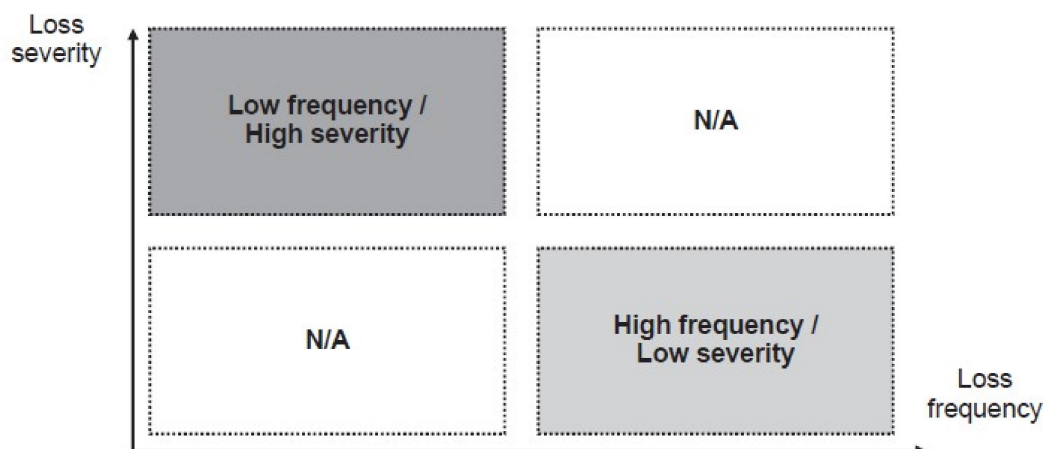 Loss
severity
Low frequency /
High severity
N/A
N/A
High frequency /
Low severity
Loss
frequency